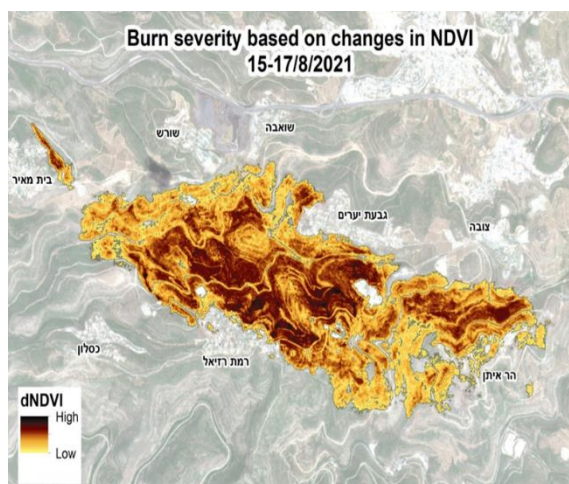 Burn severity based on changes in NDVI
15-17/8/2021
שואבה
שורש
בית מאיר
גבעת יערים
צובה
כסלון
רמת רזיאל
הר איתן
dNDVI
High
Low